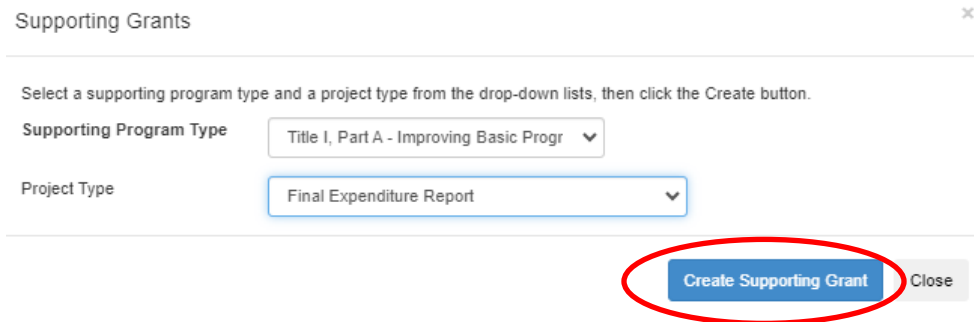 Supporting Grants
×
Select a supporting program type and a project type from the drop-down lists, then click the Create button.
Supporting Program Type
Title I, Part A - Improving Basic Progr
Project Type
Final Expenditure Report
Create Supporting Grant
Close